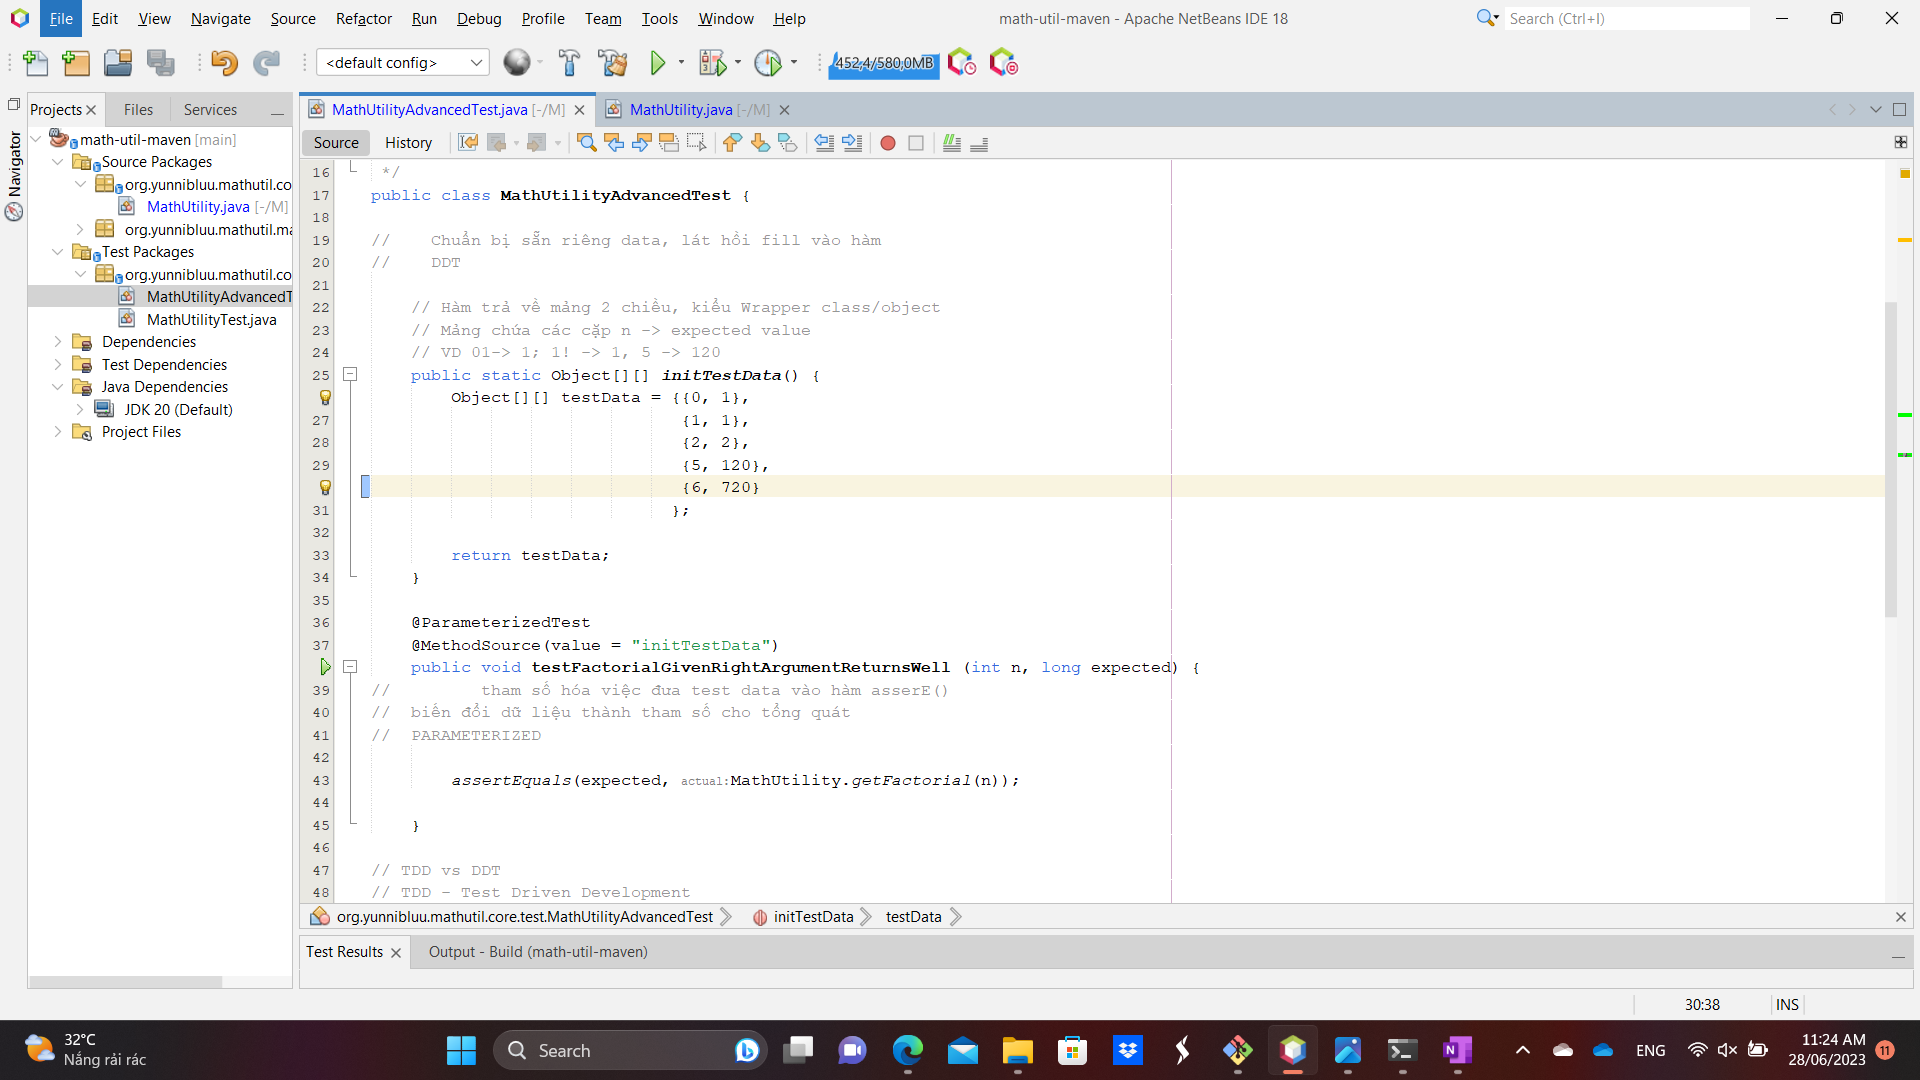 File Edit View Navigate Source Refactor Run Debug Profile Team Tools Window Help
math-util-maven - Apache NetBeans IDE 18
Search (Ctrl+I)
<default config>
452,4/580,0MB
Projects Files Services
Navigator
math-util-maven [main]
Source Packages
org.yunnibluu.mathutil.co
MathUtility.java [-/M]
org.yunnibluu.mathutil.ma
Test Packages
org.yunnibluu.mathutil.co
MathUtilityAdvancedT
MathUtilityTest.java
Dependencies
Test Dependencies
Java Dependencies
JDK 20 (Default)
Project Files
MathUtilityAdvancedTest.java [-/M] MathUtility.java [-/M]
Source History
16 */
17 public class MathUtilityAdvancedTest {
18
19 // Chuẩn bị sẵn riêng data, lát hồi fill vào hàm
20 // DDT
21
22 // Hàm trả về mảng 2 chiều, kiểu Wrapper class/object
23 // Mảng chứa các cặp n -> expected value
24 // VD 01-> 1; 1! -> 1, 5 -> 120
25 public static Object[][] initTestData() {
Object[][] testData = {{0, 1},
27 {1, 1},
28 {2, 2},
29 {5, 120},
{6, 720}
31 };
32
33 return testData;
34 }
35
36 @ParameterizedTest
37 @MethodSource(value = "initTestData")
public void testFactorialGivenRightArgumentReturnsWell (int n, long expected) {
39 // tham số hóa việc đưa test data vào hàm asserE()
40 // biến đổi dữ liệu thành tham số cho tổng quát
41 // PARAMETERIZED
42
43 assertEquals(expected, actual:MathUtility.getFactorial(n));
44
45 }
46
47 // TDD vs DDT
48 // TDD - Test Driven Development
org.yunnibluu.mathutil.core.test.MathUtilityAdvancedTest initTestData testData
Test Results Output - Build (math-util-maven)
30:38 INS
32°C
Nắng rải rác
Search
ENG
11:24 AM
28/06/2023
11